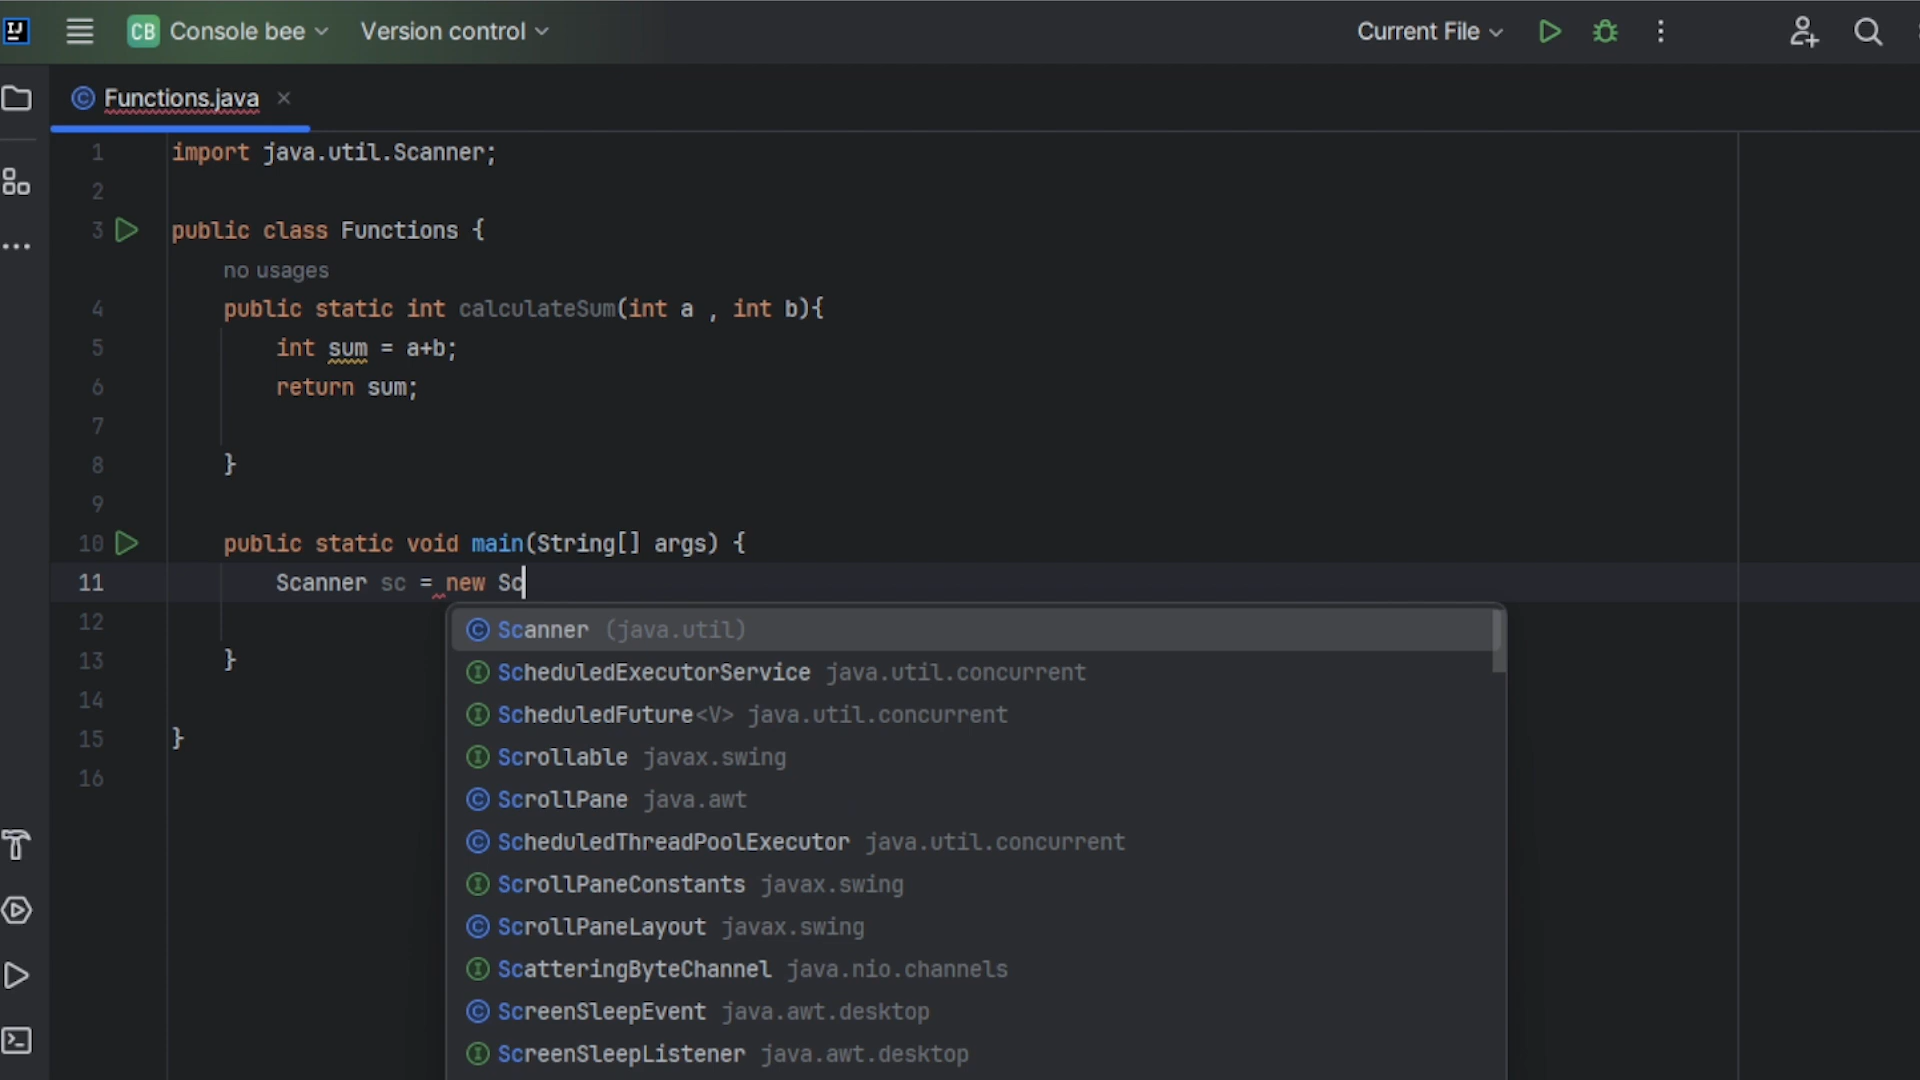 IJ
CB Console bee Version control Current File
Functions.java
1 import java.util.Scanner;
2
3 public class Functions {
no usages
4 public static int calculateSum(int a , int b){
5 int sum = a+b;
6 return sum;
7
8 }
9
10 public static void main(String[] args) {
11 Scanner sc = new Sc
12
13 }
14
15 }
16
C Scanner (java.util)
I ScheduledExecutorService java.util.concurrent
I ScheduledFuture<V> java.util.concurrent
I Scrollable javax.swing
C ScrollPane java.awt
C ScheduledThreadPoolExecutor java.util.concurrent
I ScrollPaneConstants javax.swing
C ScrollPaneLayout javax.swing
I ScatteringByteChannel java.nio.channels
C ScreenSleepEvent java.awt.desktop
I ScreenSleepListener java.awt.desktop